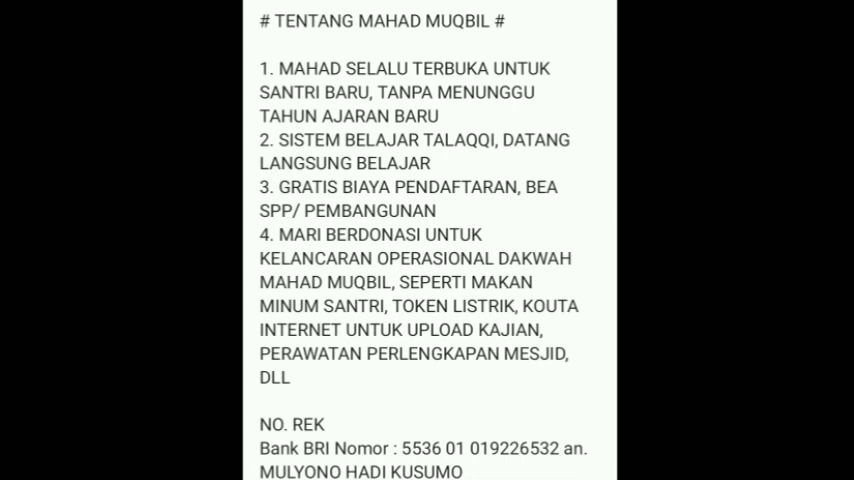 # TENTANG MAHAD MUQBIL #
1. MAHAD SELALU TERBUKA UNTUK
SANTRI BARU, TANPA MENUNGGU
TAHUN AJARAN BARU
2. SISTEM BELAJAR TALAQQI, DATANG
LANGSUNG BELAJAR
3. GRATIS BIAYA PENDAFTARAN, BEA
SPP/ PEMBANGUNAN
4. MARI BERDONASI UNTUK
KELANCARAN OPERASIONAL DAKWAH
MAHAD MUQBIL, SEPERTI MAKAN
MINUM SANTRI, TOKEN LISTRIK, KOUTA
INTERNET UNTUK UPLOAD KAJIAN,
PERAWATAN PERLENGKAPAN MESJID,
DLL
NO. REK
Bank BRI Nomor : 5536 01 019226532 an.
MULYONO HADI KUSUMO